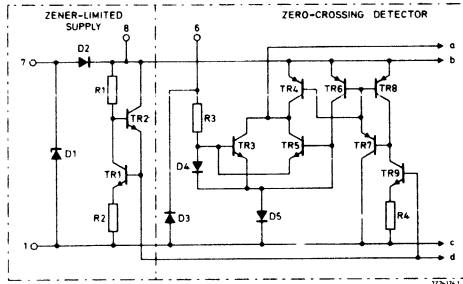 ZENER-LIMITED
SUPPLY
ZERO-CROSSING DETECTOR
8
6
a
7
D2
b
R1
TR4
TR6
TR8
TR2
R3
D1
TR3
TR5
TR7
TR1
D4
TR9
R2
D3
D5
R4
1
c
d